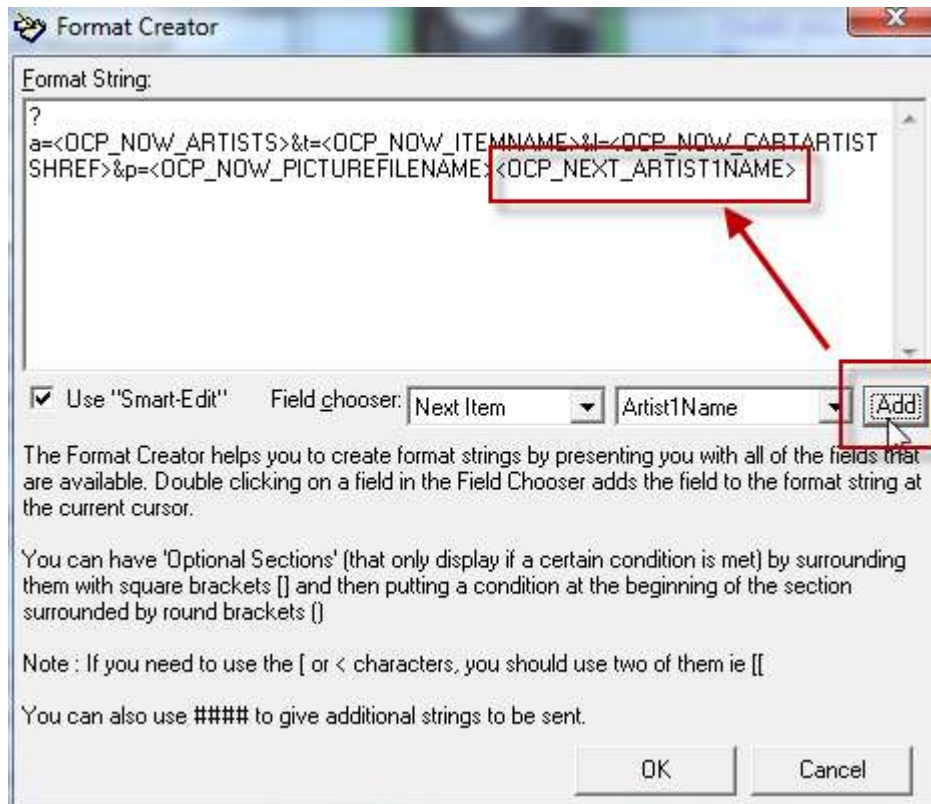 Format Creator
Format String:
?
a=<OCP_NOW_ARTISTS>&t=<OCP_NOW_ITEMNAME>&l=<OCP_NOW_CARTARTIST
SHREF>&p=<OCP_NOW_PICTUREFILENAME><OCP_NEXT_ARTIST1NAME>
Use "Smart-Edit" Field chooser: Next Item Artist1Name Add
The Format Creator helps you to create format strings by presenting you with all of the fields that
are available. Double clicking on a field in the Field Chooser adds the field to the format string at
the current cursor.
You can have 'Optional Sections' (that only display if a certain condition is met) by surrounding
them with square brackets [] and then putting a condition at the beginning of the section
surrounded by round brackets ()
Note : If you need to use the [ or < characters, you should use two of them ie [[
You can also use #### to give additional strings to be sent.
OK Cancel